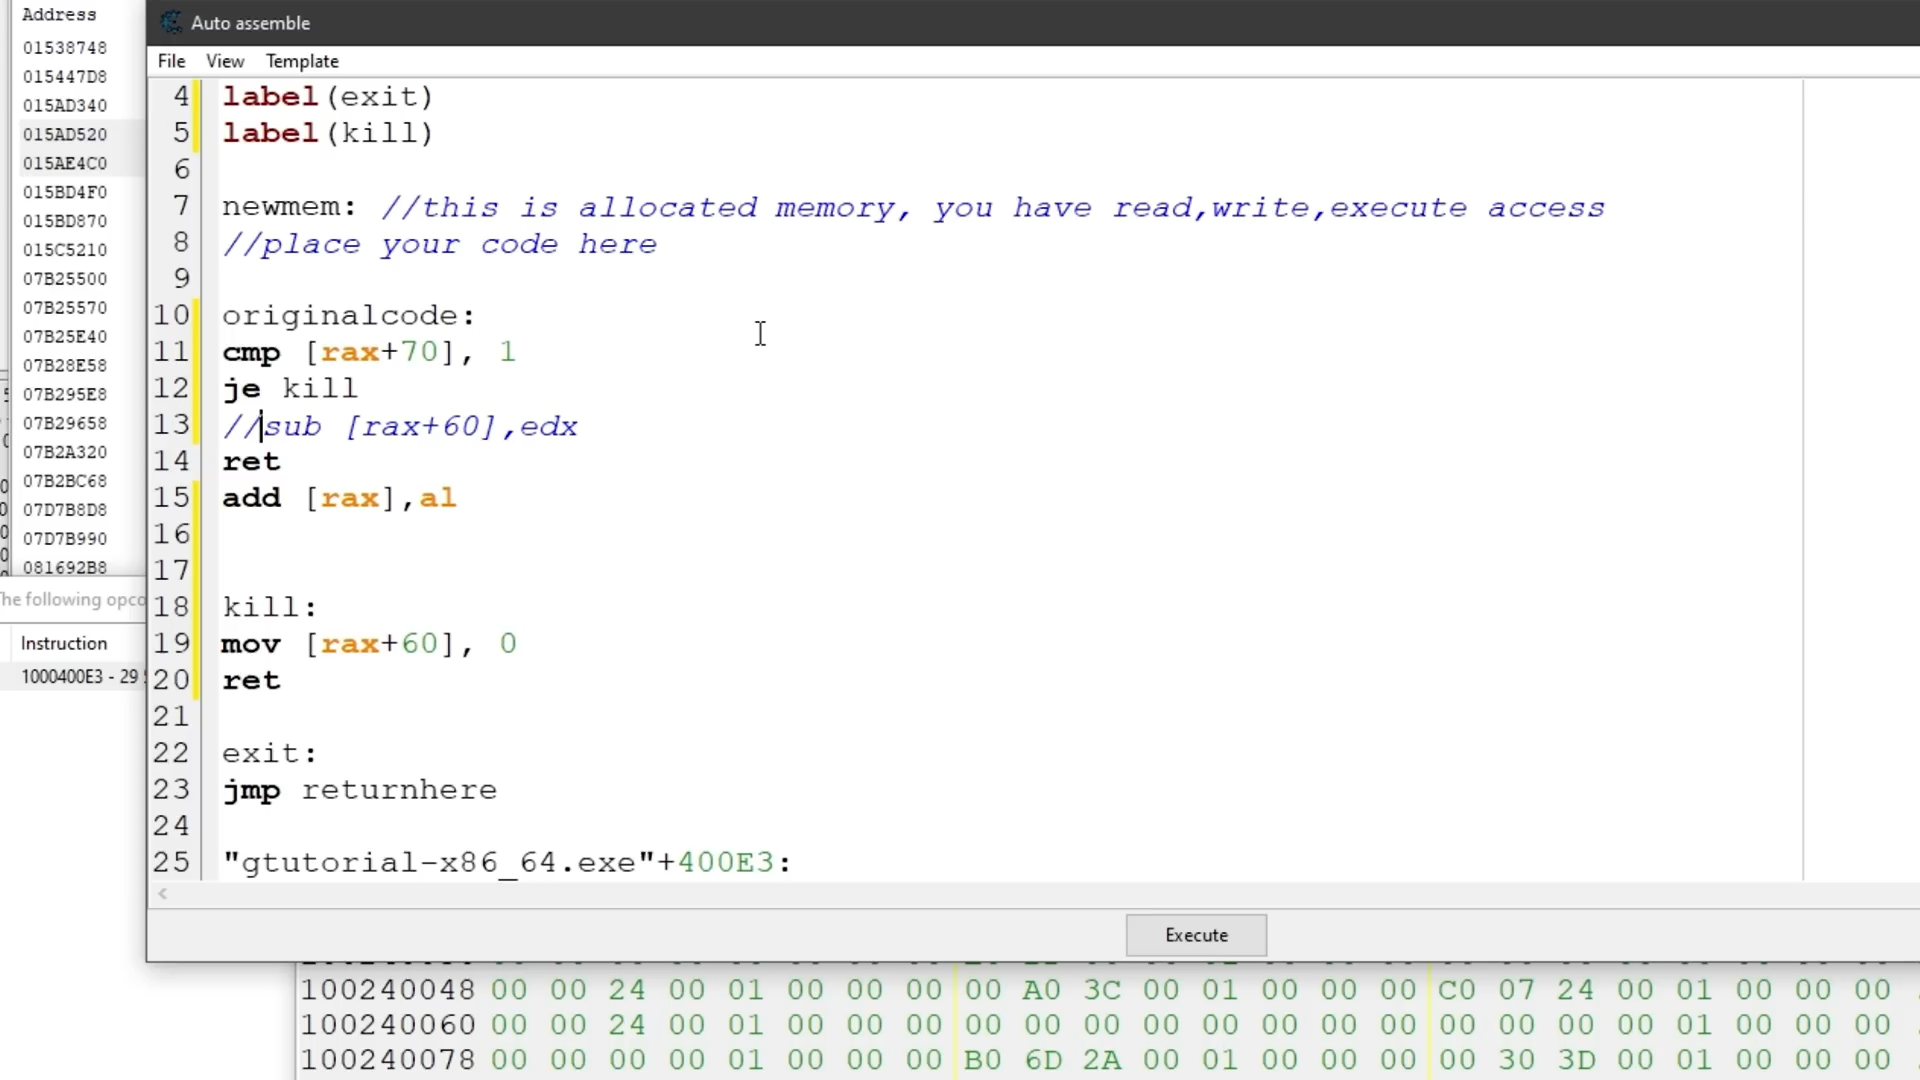 Address
01538748
015447D8
015AD340
015AD520
015AE4C0
015BD4F0
015BD870
015C5210
07B25500
07B25570
07B25E40
07B28E58
07B295E8
07B29658
07B2A320
07B2BC68
07D7B8D8
07D7B990
081692B8
The following opco
Instruction
1000400E3 - 29
Auto assemble
File View Template
4 label(exit)
5 label(kill)
6
7 newmem: //this is allocated memory, you have read,write,execute access
8 //place your code here
9
10 originalcode:
11 cmp [rax+70], 1
12 je kill
13 //sub [rax+60],edx
14 ret
15 add [rax],al
16
17
18 kill:
19 mov [rax+60], 0
20 ret
21
22 exit:
23 jmp returnhere
24
25 "gtutorial-x86_64.exe"+400E3:
Execute
100240048 00 00 24 00 01 00 00 00 00 A0 3C 00 01 00 00 00 C0 07 24 00 01 00 00 00
100240060 00 00 24 00 01 00 00 00 00 00 00 00 00 00 00 00 00 00 00 00 01 00 00 00
100240078 00 00 00 00 01 00 00 00 B0 6D 2A 00 01 00 00 00 00 30 3D 00 01 00 00 00